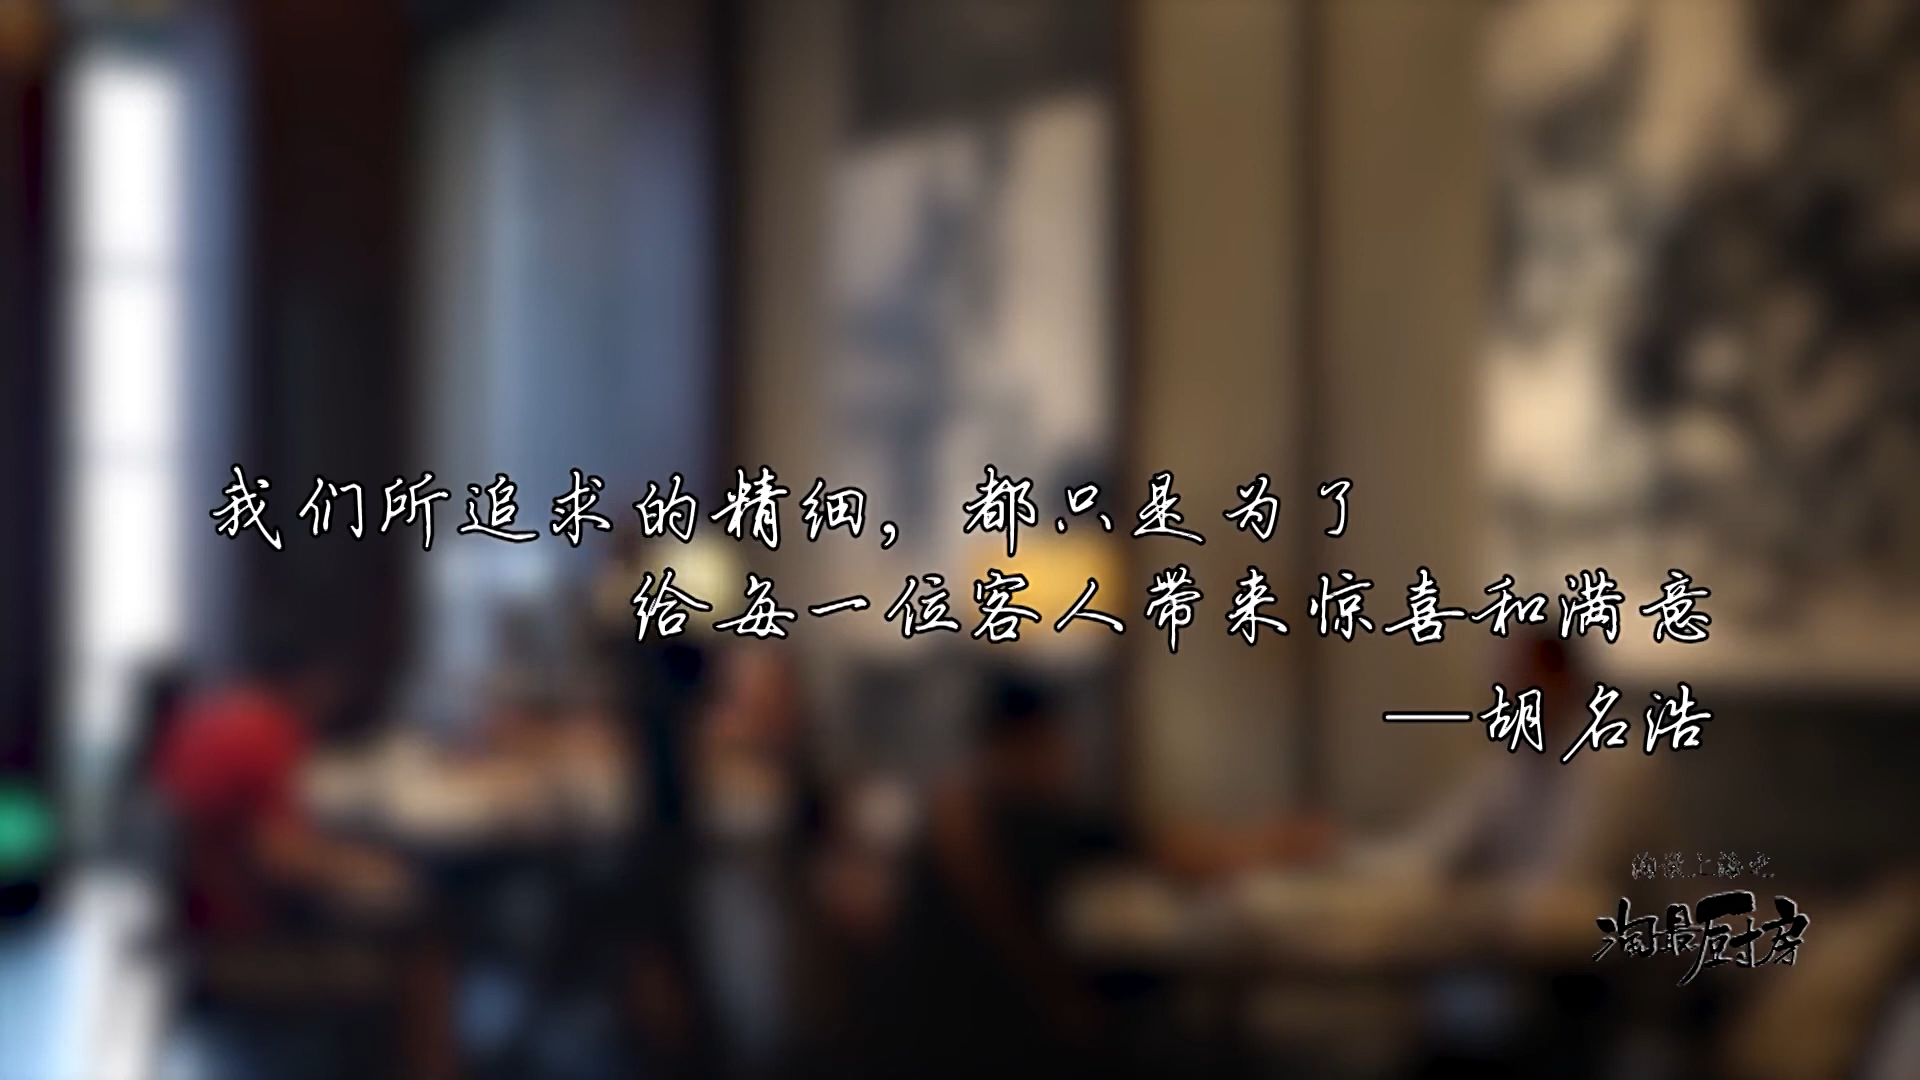 我们所追求的精细，都只是为了
给每一位客人带来惊喜和满意
—胡名浩
淘最厨房